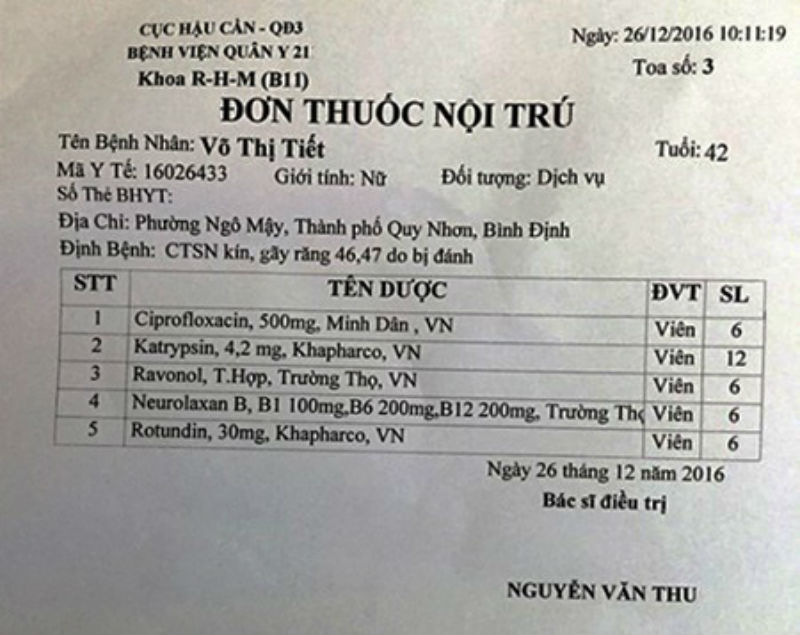 CỤC HẬU CẦN - QĐ3
BỆNH VIỆN QUÂN Y 21
Khoa R-H-M (B11)
Ngày: 26/12/2016 10:11:19
Toa số: 3
ĐƠN THUỐC NỘI TRÚ
Tên Bệnh Nhân: Võ Thị Tiết Tuổi: 42
Mã Y Tế: 16026433 Giới tính: Nữ Đối tượng: Dịch vụ
Số Thẻ BHYT:
Địa Chỉ: Phường Ngô Mậy, Thành phố Quy Nhơn, Bình Định
Định Bệnh: CTSN kín, gãy răng 46,47 do bị đánh
STT TÊN DƯỢC ĐVT SL
1 Ciprofloxacin, 500mg, Minh Dân , VN Viên 6
2 Katrypsin, 4,2 mg, Khapharco, VN Viên 12
3 Ravonol, T.Hợp, Trường Thọ, VN Viên 6
4 Neurolaxan B, B1 100mg,B6 200mg,B12 200mg, Trường Thọ Viên 6
5 Rotundin, 30mg, Khapharco, VN Viên 6
Ngày 26 tháng 12 năm 2016
Bác sĩ điều trị
NGUYỄN VĂN THU